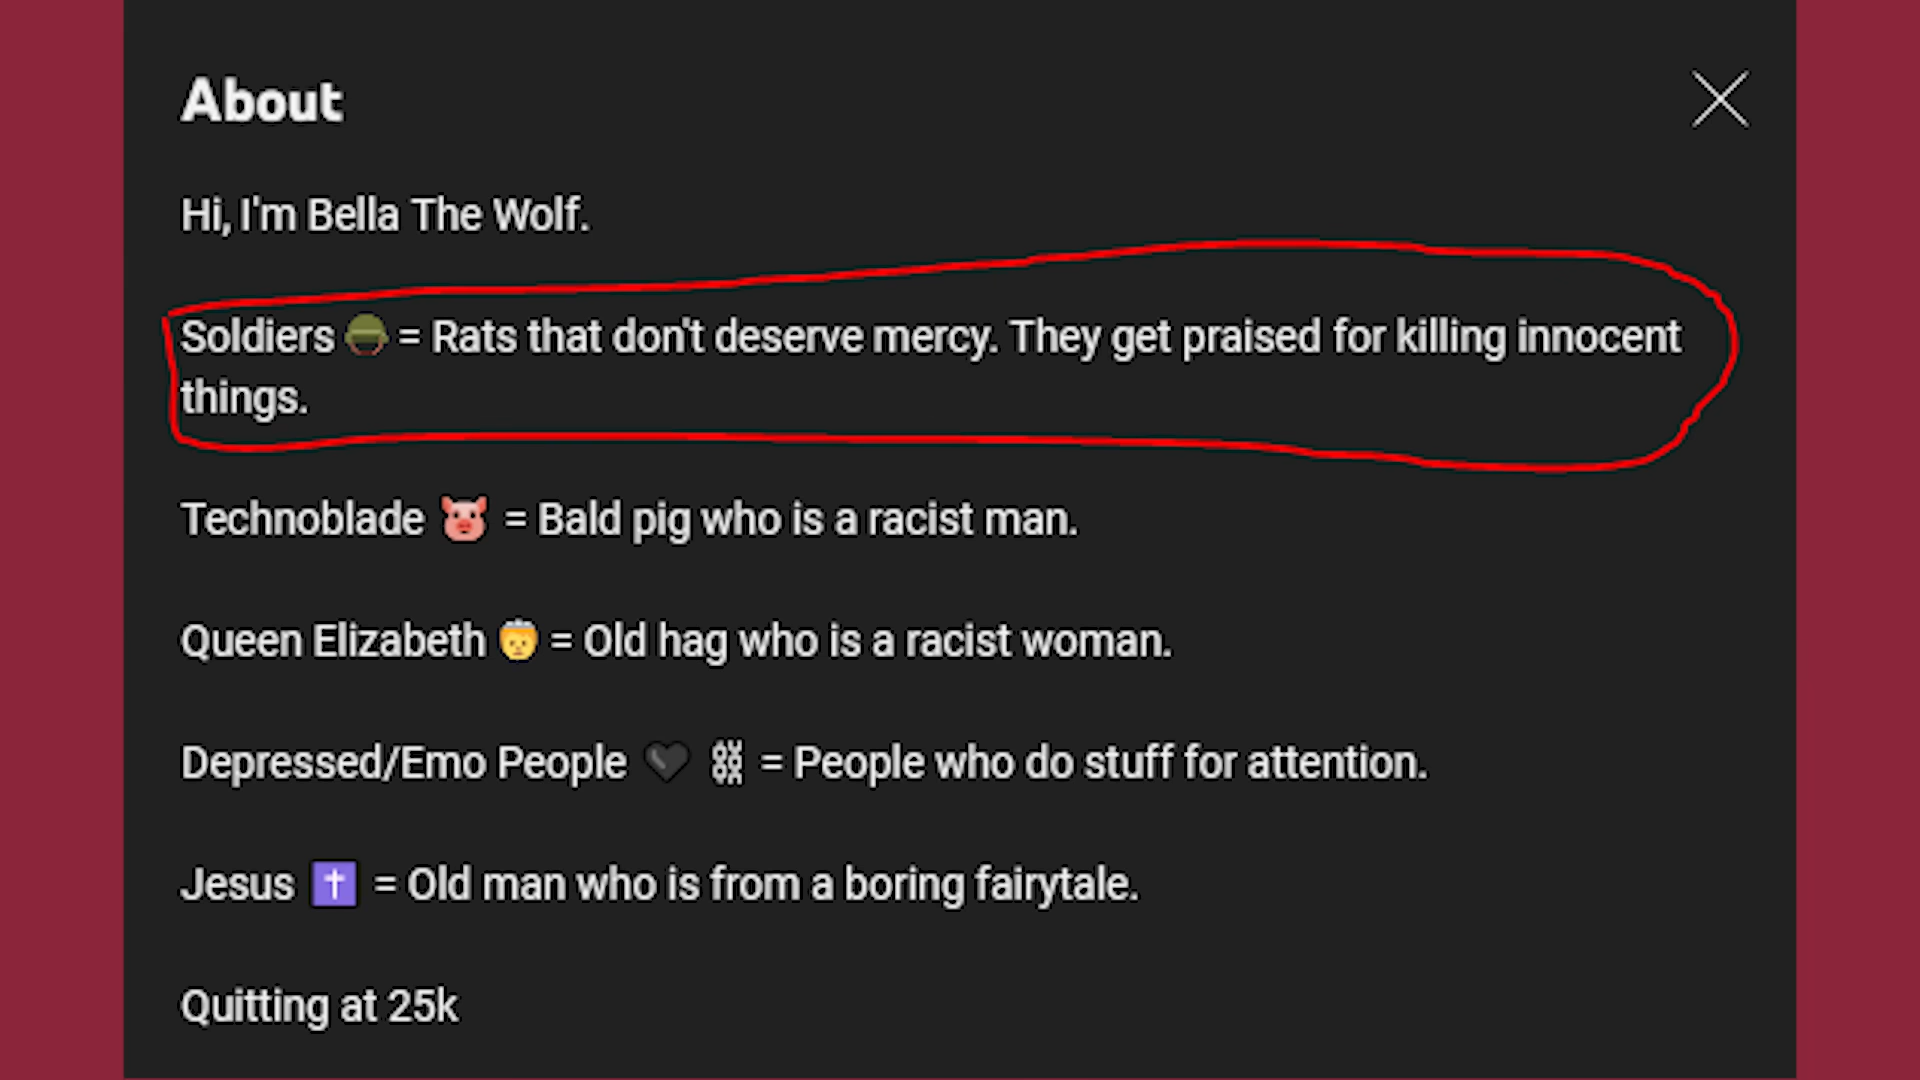 About
Hi, I'm Bella The Wolf.
Soldiers 🪖 = Rats that don't deserve mercy. They get praised for killing innocent
things.
Technoblade 🐷 = Bald pig who is a racist man.
Queen Elizabeth 🤴 = Old hag who is a racist woman.
Depressed/Emo People 🖤 ⛓ = People who do stuff for attention.
Jesus ✝️ = Old man who is from a boring fairytale.
Quitting at 25k